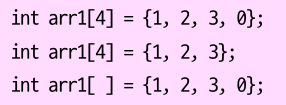 int arr1[4] = {1, 2, 3, 0};
int arr1[4] = {1, 2, 3};
int arr1[ ] = {1, 2, 3, 0};